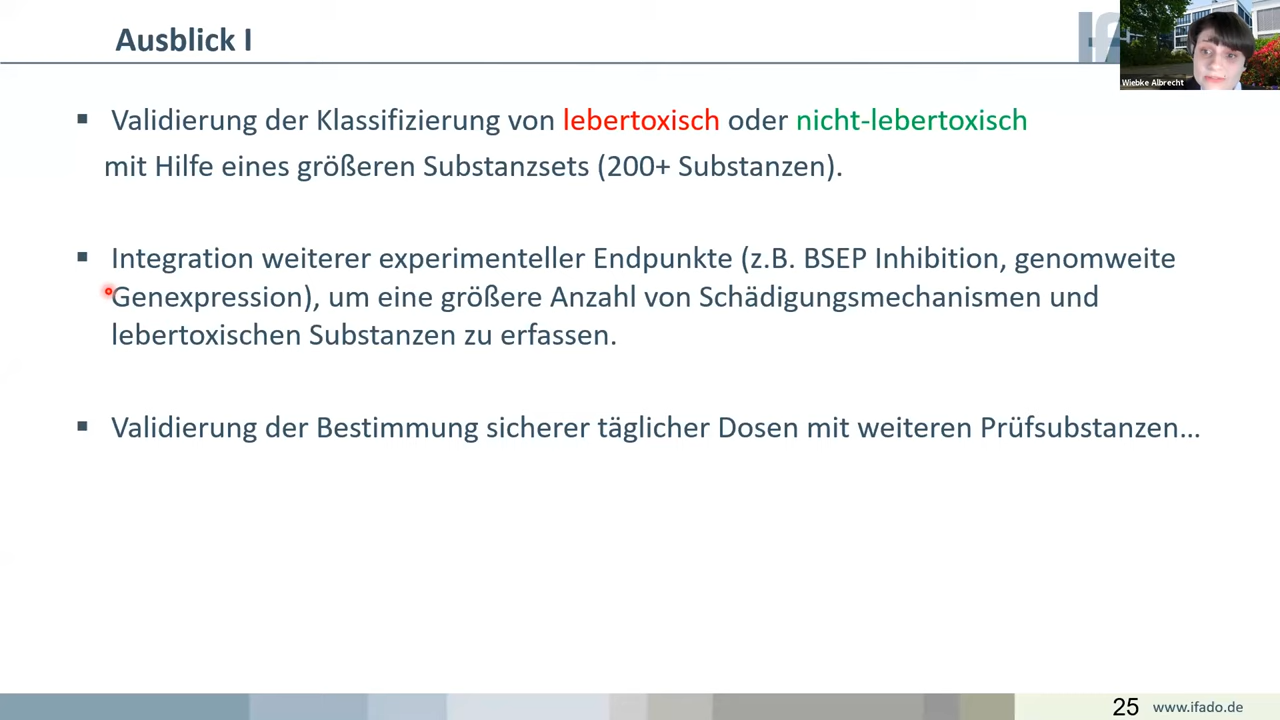 Ausblick I
Wiebke Albrecht
▪ Validierung der Klassifizierung von lebertoxisch oder nicht-lebertoxisch
mit Hilfe eines größeren Substanzsets (200+ Substanzen).
▪ Integration weiterer experimenteller Endpunkte (z.B. BSEP Inhibition, genomweite
Genexpression), um eine größere Anzahl von Schädigungsmechanismen und
lebertoxischen Substanzen zu erfassen.
▪ Validierung der Bestimmung sicherer täglicher Dosen mit weiteren Prüfsubstanzen…
25 www.ifado.de